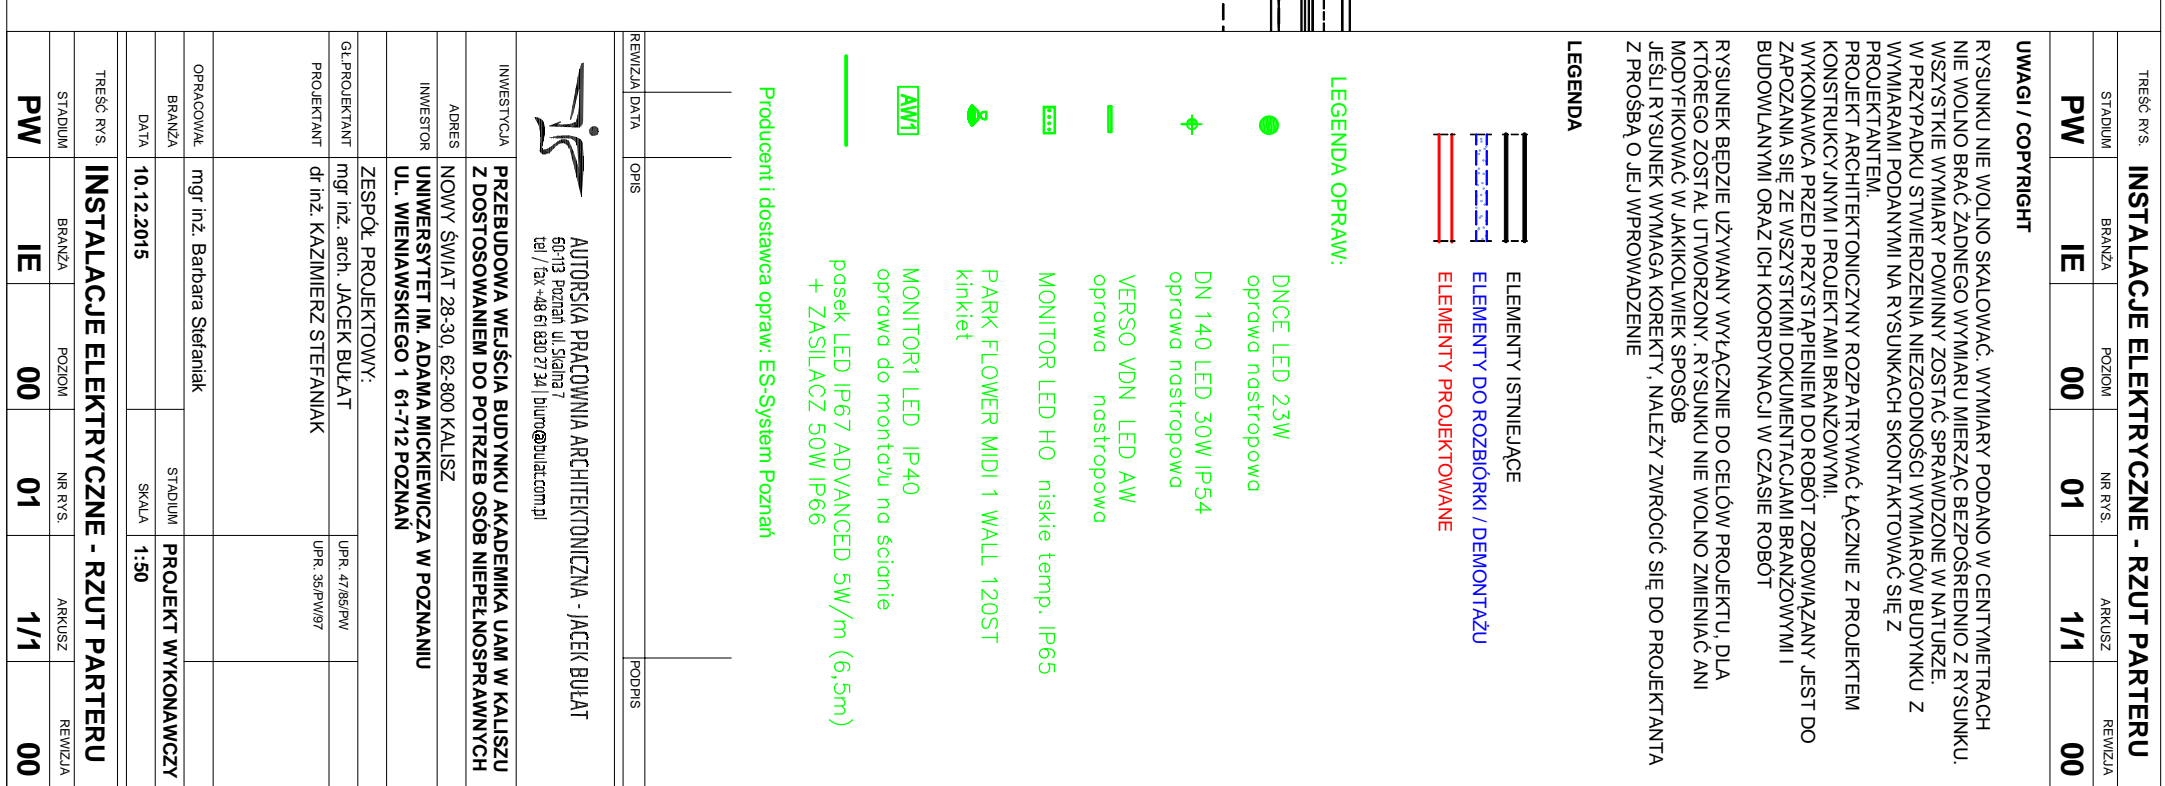 TREŚĆ RYS.
INSTALACJE ELEKTRYCZNE - RZUT PARTERU
STADIUM BRANŻA POZIOM NR RYS. ARKUSZ REWIZJA
PW IE 00 01 1/1 00
UWAGI / COPYRIGHT
RYSUNKU NIE WOLNO SKALOWAĆ. WYMIARY PODANO W CENTYMETRACH
NIE WOLNO BRAĆ ŻADNEGO WYMIARU MIERZĄC BEZPOŚREDNIO Z RYSUNKU.
WSZYSTKIE WYMIARY POWINNY ZOSTAĆ SPRAWDZONE W NATURZE.
W PRZYPADKU STWIERDZENIA NIEZGODNOŚCI WYMIARÓW BUDYNKU Z
WYMIARAMI PODANYMI NA RYSUNKACH SKONTAKTOWAĆ SIĘ Z
PROJEKTANTEM.
PROJEKT ARCHITEKTONICZYNY ROZPATRYWAĆ ŁĄCZNIE Z PROJEKTEM
KONSTRUKCYJNYM I PROJEKTAMI BRANŻOWYMI.
WYKONAWCA PRZED PRZYSTĄPIENIEM DO ROBÓT ZOBOWIĄZANY JEST DO
ZAPOZANIA SIĘ ZE WSZYSTKIMI DOKUMENTACJAMI BRANŻOWYMI I
BUDOWLANYMI ORAZ ICH KOORDYNACJI W CZASIE ROBÓT
RYSUNEK BĘDZIE UŻYWANY WYŁĄCZNIE DO CELÓW PROJEKTU, DLA
KTÓREGO ZOSTAŁ UTWORZONY. RYSUNKU NIE WOLNO ZMIENIAĆ ANI
MODYFIKOWAĆ W JAKIKOLWIEK SPOSÓB
JEŚLI RYSUNEK WYMAGA KOREKTY, NALEŻY ZWRÓCIĆ SIĘ DO PROJEKTANTA
Z PROŚBĄ O JEJ WPROWADZENIE
LEGENDA
ELEMENTY ISTNIEJĄCE
ELEMENTY DO ROZBIÓRKI / DEMONTAŻU
ELEMENTY PROJEKTOWANE
LEGENDA OPRAW:
DNCE LED 23W
oprawa nastropowa
DN 140 LED 30W IP54
oprawa nastropowa
VERSO VDN LED AW
oprawa nastropowa
MONITOR LED HO niskie temp. IP65
PARK FLOWER MIDI 1 WALL 120ST
kinkiet
AW1
MONITOR1 LED IP40
oprawa do montaʼłu na ścianie
pasek LED IP67 ADVANCED 5W/m (6,5m)
+ ZASILACZ 50W IP66
Producent i dostawca opraw: ES-System Poznań
REWIZJA DATA OPIS PODPIS
AUTORSKA PRACOWNIA ARCHITEKTONICZNA - JACEK BUŁAT
60-113 Poznań ul. Skalna 7
tel / fax +48 61 830 27 34 | biuro@bulat.com.pl
INWESTYCJA
PRZEBUDOWA WEJŚCIA BUDYNKU AKADEMIKA UAM W KALISZU
Z DOSTOSOWANIEM DO POTRZEB OSÓB NIEPEŁNOSPRAWNYCH
ADRES
NOWY ŚWIAT 28-30, 62-800 KALISZ
INWESTOR
UNIWERSYTET IM. ADAMA MICKIEWICZA W POZNANIU
UL. WIENIAWSKIEGO 1 61-712 POZNAŃ
ZESPÓŁ PROJEKTOWY:
GŁ.PROJEKTANT mgr inż. arch. JACEK BUŁAT UPR. 47/85/PW
PROJEKTANT dr inż. KAZIMIERZ STEFANIAK UPR. 35/PW/97
OPRACOWAŁ mgr inż. Barbara Stefaniak
BRANŻA STADIUM PROJEKT WYKONAWCZY
DATA 10.12.2015 SKALA 1:50
TREŚĆ RYS.
INSTALACJE ELEKTRYCZNE - RZUT PARTERU
STADIUM BRANŻA POZIOM NR RYS. ARKUSZ REWIZJA
PW IE 00 01 1/1 00